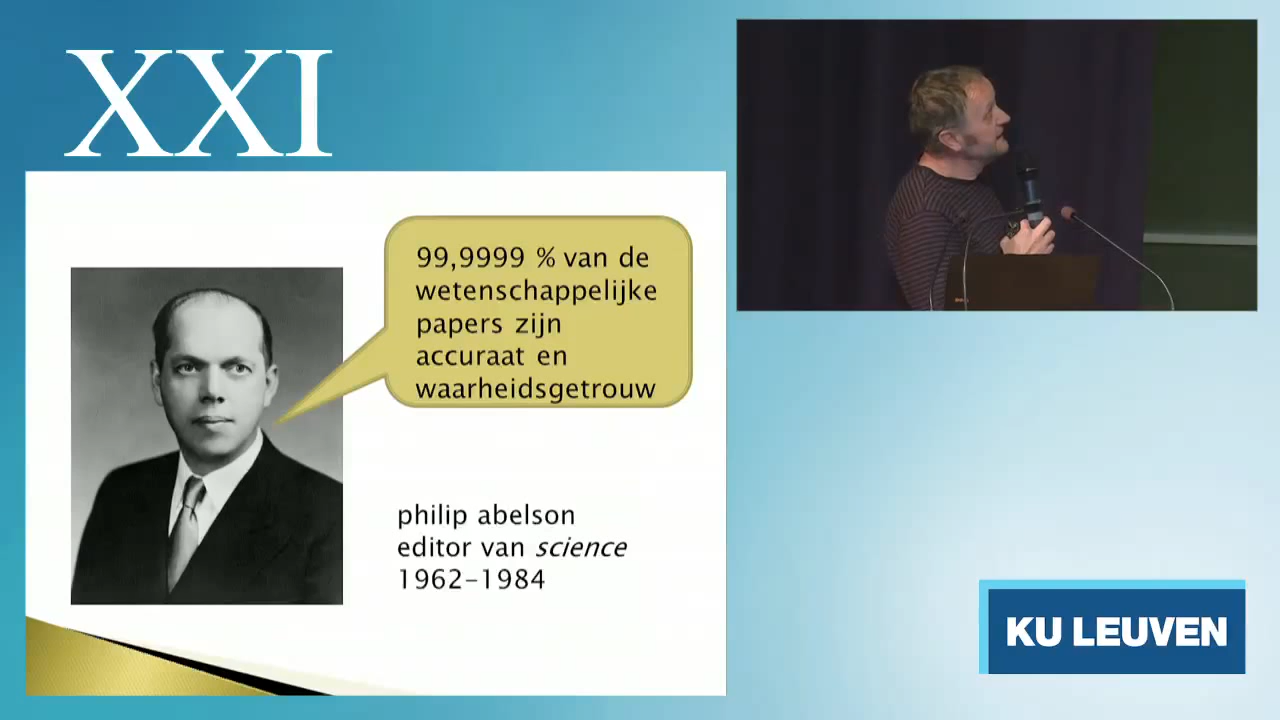 XXI
99,9999 % van de
wetenschappelijke
papers zijn
accuraat en
waarheidsgetrouw
philip abelson
editor van science
1962-1984
KU LEUVEN